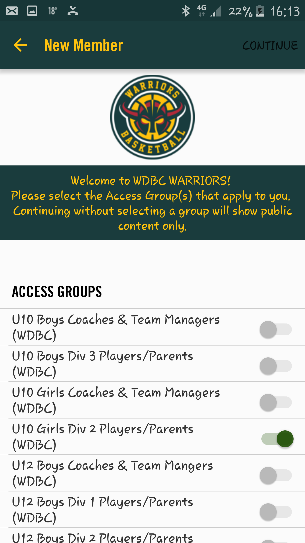 18° 4G 22% 16:13
New Member CONTINUE
WARRIORS
BASKETBALL
Welcome to WDBC WARRIORS!
Please select the Access Group(s) that apply to you.
Continuing without selecting a group will show public
content only.
ACCESS GROUPS
U10 Boys Coaches & Team Managers
(WDBC)
U10 Boys Div 3 Players/Parents
(WDBC)
U10 Girls Coaches & Team Managers
(WDBC)
U10 Girls Div 2 Players/Parents
(WDBC)
U12 Boys Coaches & Team Mangers
(WDBC)
U12 Boys Div 1 Players/Parents
(WDBC)
U12 Boys Div 2 Players/Parents